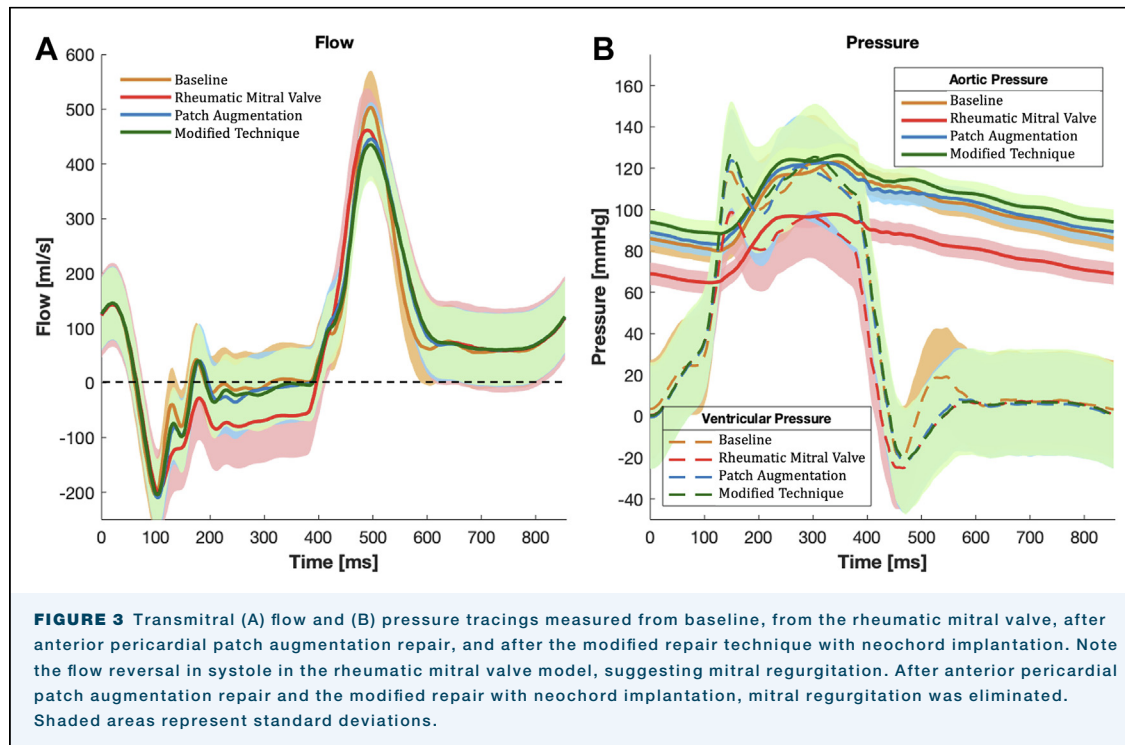 A
Flow
Flow [ml/s]
600
500
400
300
200
100
0
-100
-200
Baseline
Rheumatic Mitral Valve
Patch Augmentation
Modified Technique
0 100 200 300 400 500 600 700 800
Time [ms]
B
Pressure
Pressure [mmHg]
160
140
120
100
80
60
40
20
0
-20
-40
Aortic Pressure
Baseline
Rheumatic Mitral Valve
Patch Augmentation
Modified Technique
Ventricular Pressure
Baseline
Rheumatic Mitral Valve
Patch Augmentation
Modified Technique
0 100 200 300 400 500 600 700 800
Time [ms]
FIGURE 3 Transmitral (A) flow and (B) pressure tracings measured from baseline, from the rheumatic mitral valve, after
anterior pericardial patch augmentation repair, and after the modified repair technique with neochord implantation. Note
the flow reversal in systole in the rheumatic mitral valve model, suggesting mitral regurgitation. After anterior pericardial
patch augmentation repair and the modified repair with neochord implantation, mitral regurgitation was eliminated.
Shaded areas represent standard deviations.